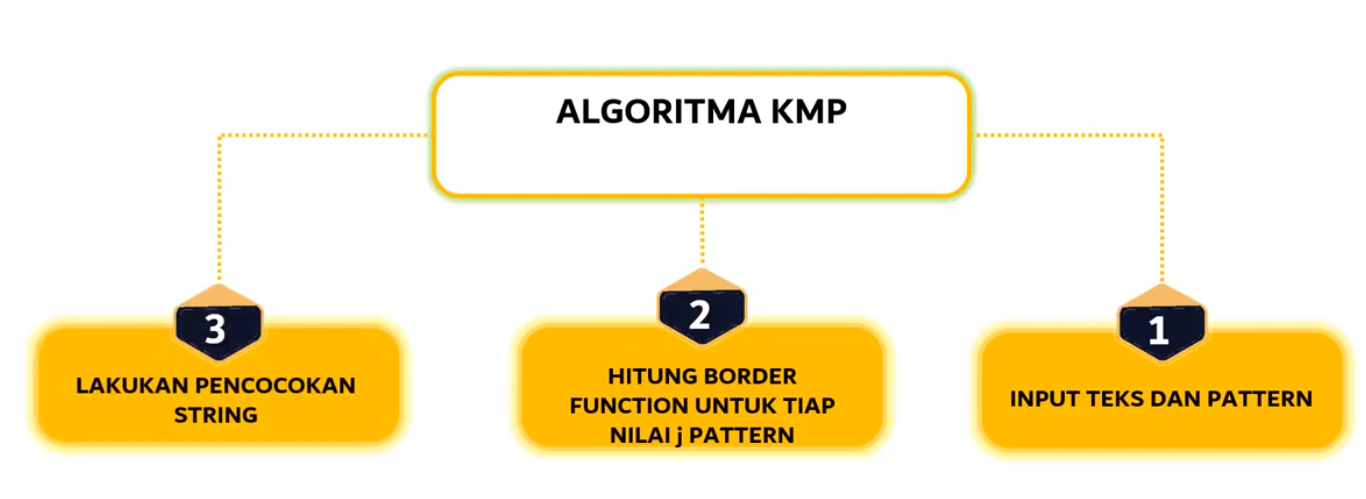 ALGORITMA KMP
3
LAKUKAN PENCOCOKAN
STRING
2
HITUNG BORDER
FUNCTION UNTUK TIAP
NILAI j PATTERN
1
INPUT TEKS DAN PATTERN